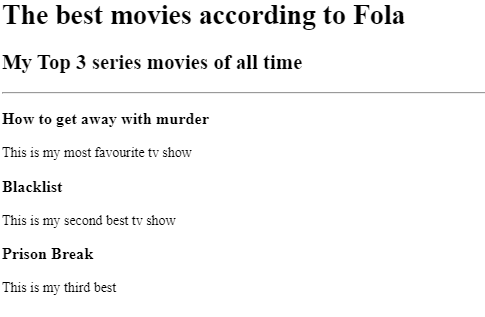 The best movies according to Fola
My Top 3 series movies of all time
How to get away with murder
This is my most favourite tv show
Blacklist
This is my second best tv show
Prison Break
This is my third best